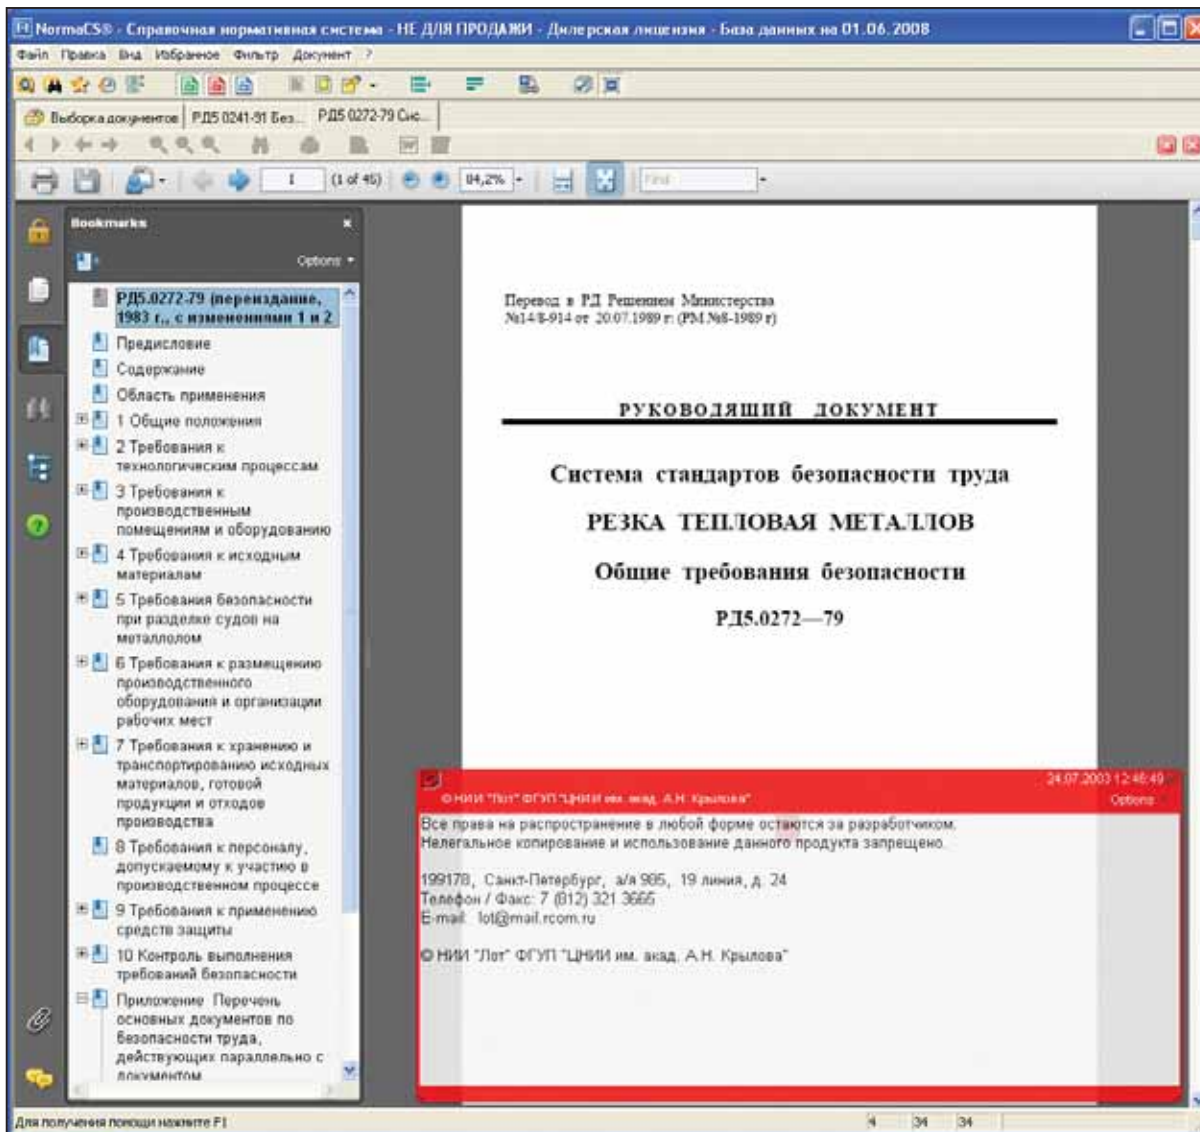 NormaCS® - Справочная нормативная система - НЕ ДЛЯ ПРОДАЖИ - Дилерская лицензия - База данных на 01.06.2008
Файл Правка Вид Избранное Фильтр Документ ?
Выборка документов РД5 0241-91 Без... РД5 0272-79 Сис...
1 (1 of 45) 84,2% Find
Bookmarks x
Options
РД5.0272-79 (переиздание,
1983 г., с изменениями 1 и 2
Предисловие
Содержание
Область применения
1 Общие положения
2 Требования к
технологическим процессам
3 Требования к
производственным
помещениям и оборудованию
4 Требования к исходным
материалам
5 Требования безопасности
при разделке судов на
металлолом
6 Требования к размещению
производственного
оборудования и организации
рабочих мест
7 Требования к хранению и
транспортированию исходных
материалов, готовой
продукции и отходов
производства
8 Требования к персоналу,
допускаемому к участию в
производственном процессе
9 Требования к применению
средств защиты
10 Контроль выполнения
требований безопасности
Приложение Перечень
основных документов по
безопасности труда,
действующих параллельно с
документом
Перевод в РД Решением Министерства
№14/8-914 от 20.07.1989 г. (РМ №8-1989 г)
РУКОВОДЯЩИЙ ДОКУМЕНТ
Система стандартов безопасности труда
РЕЗКА ТЕПЛОВАЯ МЕТАЛЛОВ
Общие требования безопасности
РД5.0272—79
24.07.2003 12:46:49
© НИИ "Лот" ФГУП "ЦНИИ им. акад. А.Н. Крылова"
Options
Все права на распространение в любой форме остаются за разработчиком.
Нелегальное копирование и использование данного продукта запрещено.
199178, Санкт-Петербург, а/я 985, 19 линия, д. 24
Телефон / Факс: 7 (812) 321 3665
E-mail: lot@mail.rcom.ru
© НИИ "Лот" ФГУП "ЦНИИ им. акад. А.Н. Крылова"
Для получения помощи нажмите F1
4 34 34